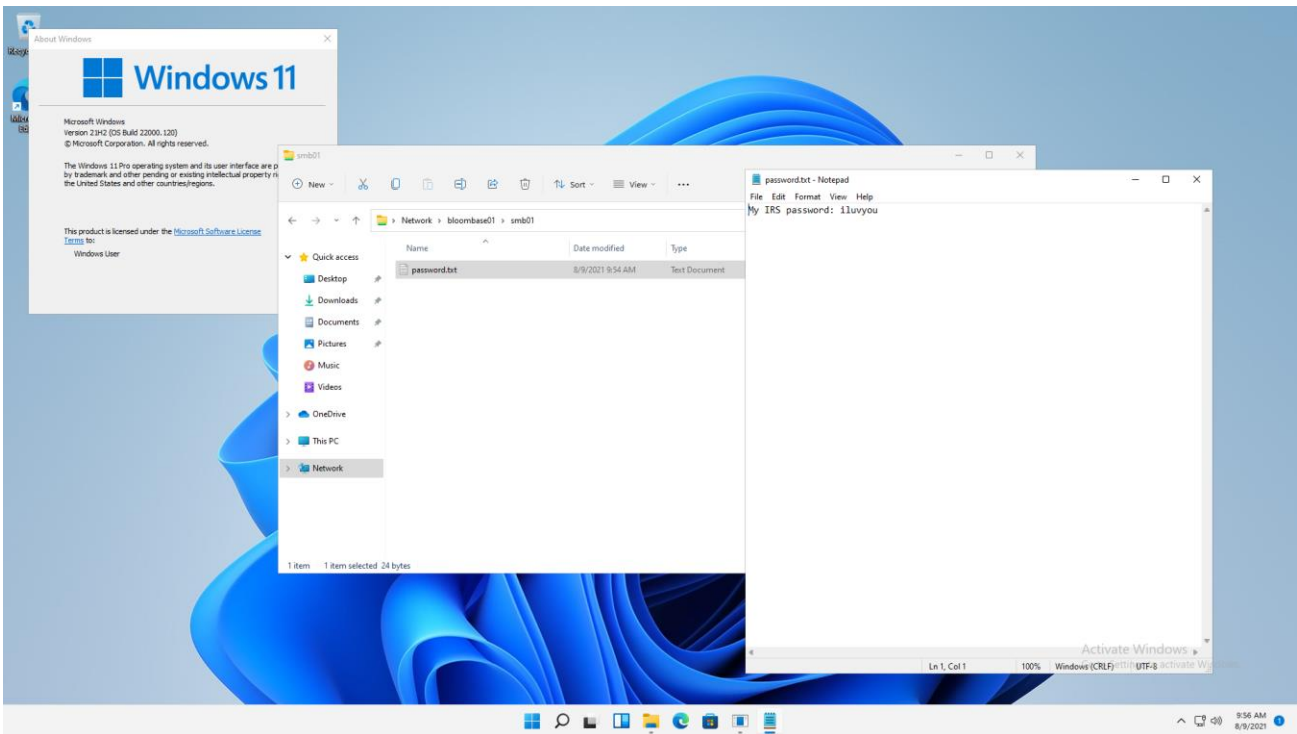 About Windows
Windows 11
Microsoft Windows
Version 21H2 (OS Build 22000.120)
© Microsoft Corporation. All rights reserved.
The Windows 11 Pro operating system and its user interface are
by trademark and other pending or existing intellectual property
the United States and other countries/regions.
This product is licensed under the Microsoft Software License
Terms to:
Windows User
smb01
New
Sort
View
Network > bloombase01 > smb01
Name Date modified Type
Quick access
password.txt 8/9/2021 9:54 AM Text Document
Desktop
Downloads
Documents
Pictures
Music
Videos
OneDrive
This PC
Network
1 item 1 item selected 24 bytes
password.txt - Notepad
File Edit Format View Help
My IRS password: iluvyou
Activate Windows
Ln 1, Col 1 100% Windows (CRLF) UTF-8
9:56 AM
8/9/2021
1